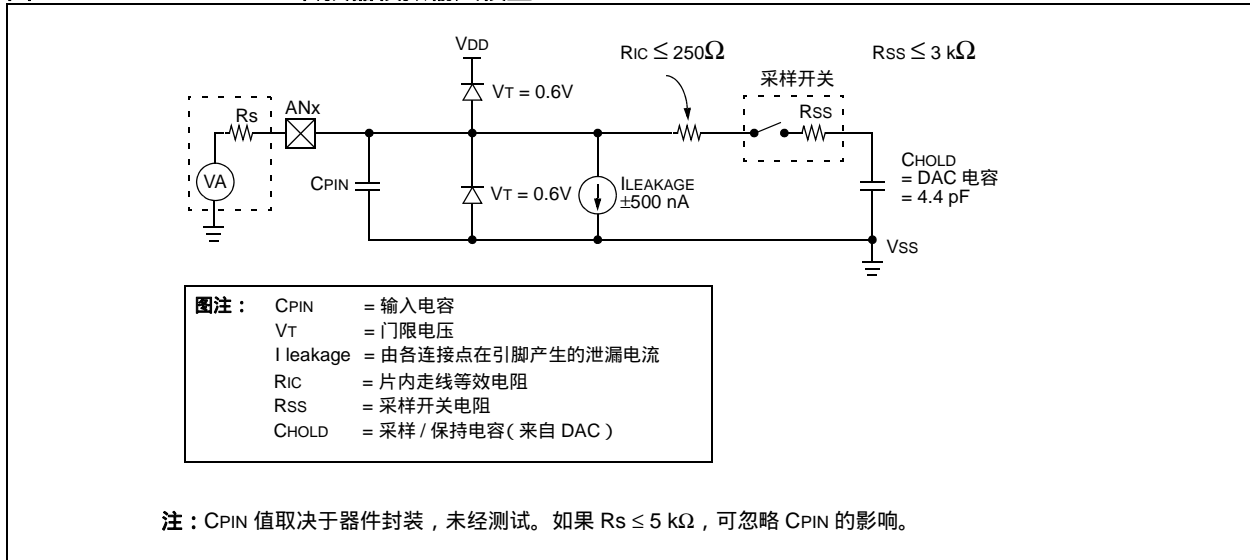 VDD
RIC ≤ 250Ω
RSS ≤ 3 kΩ
VT = 0.6V
采样开关
Rs
ANx
RSS
VA
CPIN
VT = 0.6V
ILEAKAGE
±500 nA
CHOLD
= DAC 电容
= 4.4 pF
VSS
图注：
CPIN = 输入电容
VT = 门限电压
I leakage = 由各连接点在引脚产生的泄漏电流
RIC = 片内走线等效电阻
RSS = 采样开关电阻
CHOLD = 采样 / 保持电容( 来自 DAC )
注：CPIN 值取决于器件封装，未经测试。如果 Rs ≤ 5 kΩ，可忽略 CPIN 的影响。